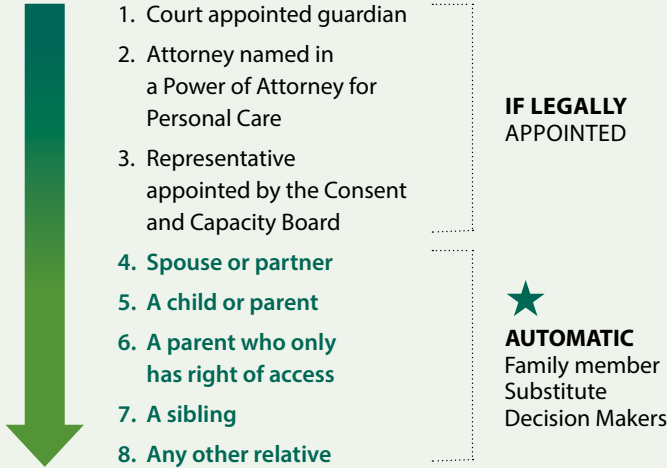 1. Court appointed guardian
2. Attorney named in
a Power of Attorney for
Personal Care
3. Representative
appointed by the Consent
and Capacity Board
IF LEGALLY
APPOINTED
4. Spouse or partner
5. A child or parent
6. A parent who only
has right of access
7. A sibling
8. Any other relative
AUTOMATIC
Family member
Substitute
Decision Makers